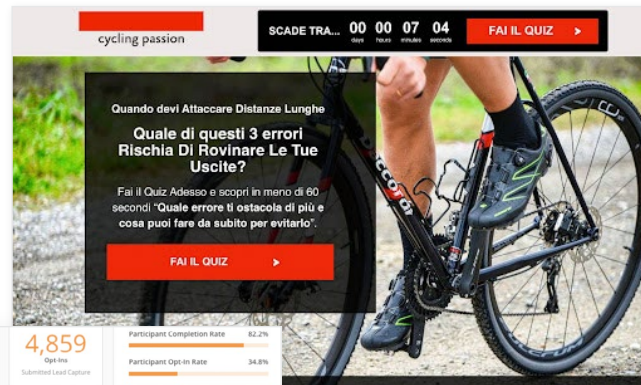 cycling passion
SCADE TRA...
00 00 07 04
days hours minutes seconds
FAI IL QUIZ >
Quando devi Attaccare Distanze Lunghe
Quale di questi 3 errori
Rischia Di Rovinare Le Tue
Uscite?
Fai il Quiz Adesso e scopri in meno di 60
secondi "Quale errore ti ostacola di più e
cosa puoi fare da subito per evitarlo".
FAI IL QUIZ >
4,859
Opt-Ins
Submitted Lead Capture
Participant Completion Rate 82.2%
Participant Opt-In Rate 34.8%